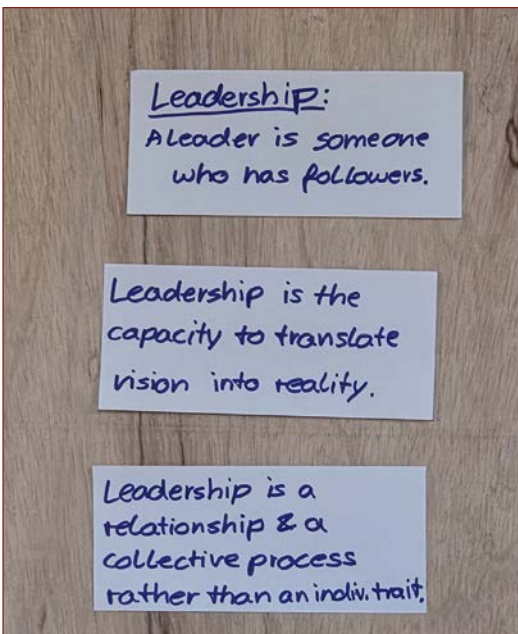 Leadership:
A Leader is someone
who has followers.
Leadership is the
capacity to translate
vision into reality.
Leadership is a
relationship & a
collective process
rather than an indiv. trait.